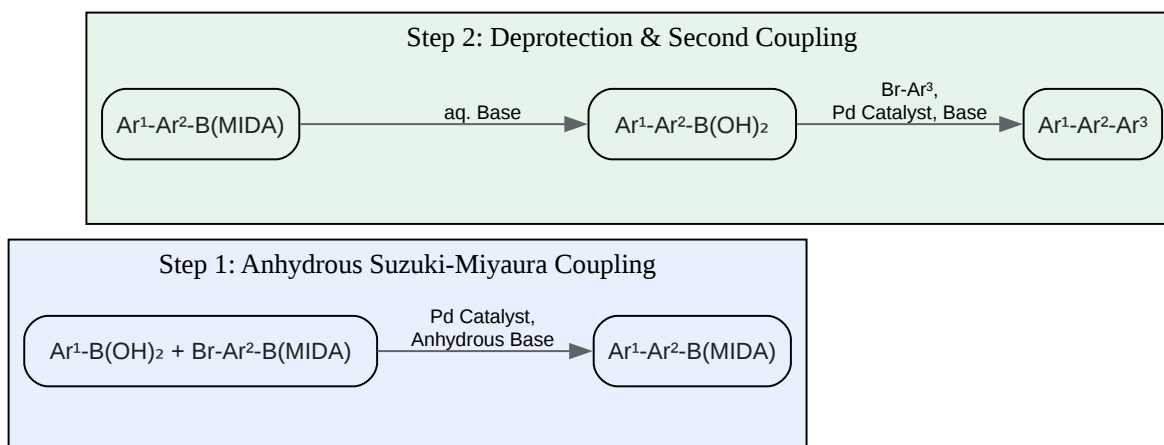 Step 2: Deprotection & Second Coupling
Ar¹-Ar²-B(MIDA)
aq. Base
Ar¹-Ar²-B(OH)₂
Br-Ar³,
Pd Catalyst, Base
Ar¹-Ar²-Ar³
Step 1: Anhydrous Suzuki-Miyaura Coupling
Ar¹-B(OH)₂ + Br-Ar²-B(MIDA)
Pd Catalyst,
Anhydrous Base
Ar¹-Ar²-B(MIDA)